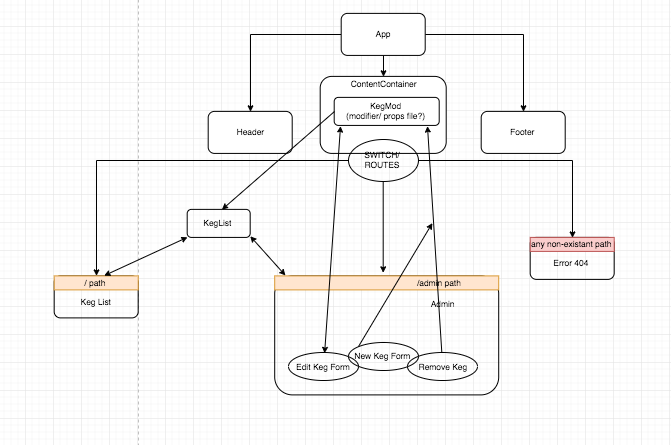 App
ContentContainer
KegMod
(modifier/ props file?)
Header
Footer
SWITCH/
ROUTES
KegList
any non-existant path
Error 404
/ path
Keg List
/admin path
Admin
Edit Keg Form
New Keg Form
Remove Keg